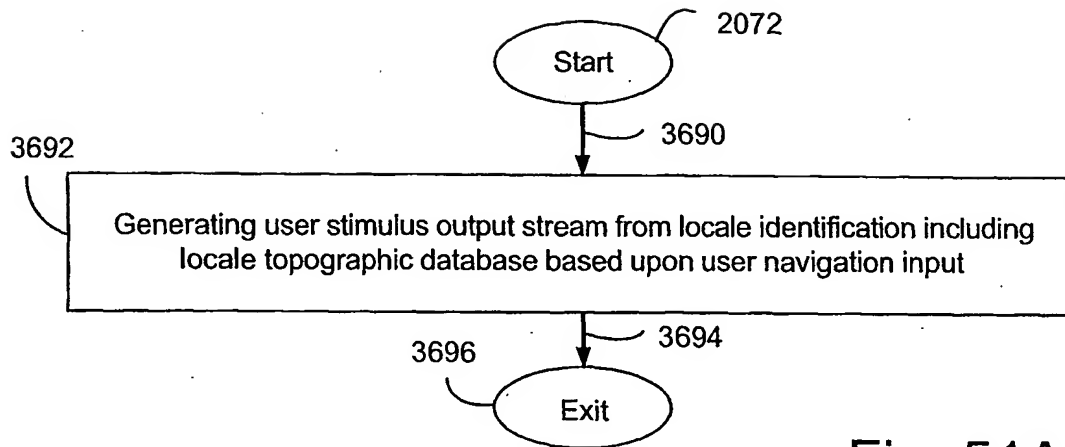 2072
Start
3690
3692
Generating user stimulus output stream from locale identification including
locale topographic database based upon user navigation input
3694
3696
Exit